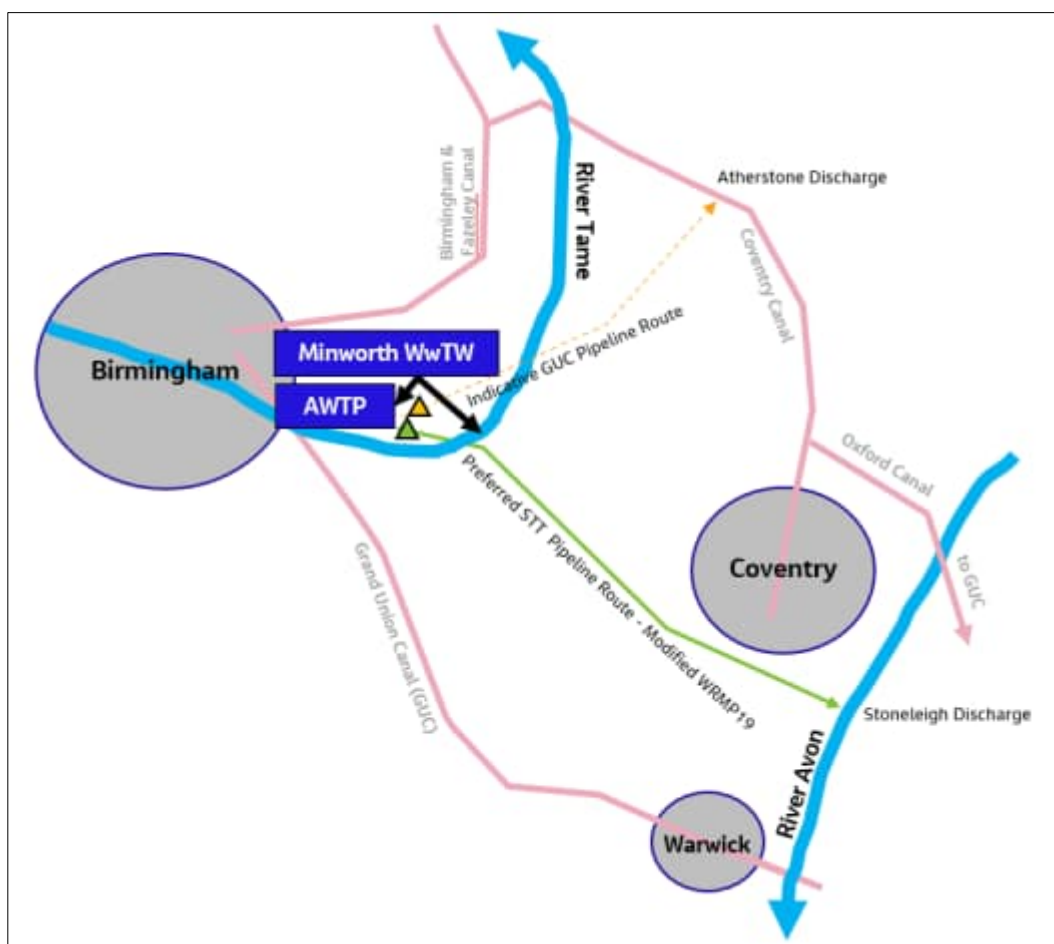 Birmingham &
Fazeley Canal
River Tame
Atherstone Discharge
Coventry Canal
Birmingham
Minworth WwTW
AWTP
Indicative GUC Pipeline Route
Oxford Canal
to GUC
Preferred STT Pipeline Route - Modified WRMP19
Coventry
Grand Union Canal (GUC)
Stoneleigh Discharge
River Avon
Warwick